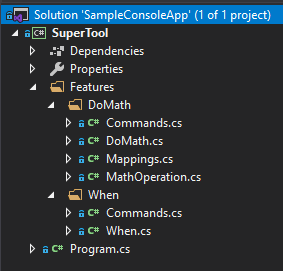 Solution 'SampleConsoleApp' (1 of 1 project)
C# SuperTool
Dependencies
Properties
Features
DoMath
C# Commands.cs
C# DoMath.cs
C# Mappings.cs
C# MathOperation.cs
When
C# Commands.cs
C# When.cs
C# Program.cs